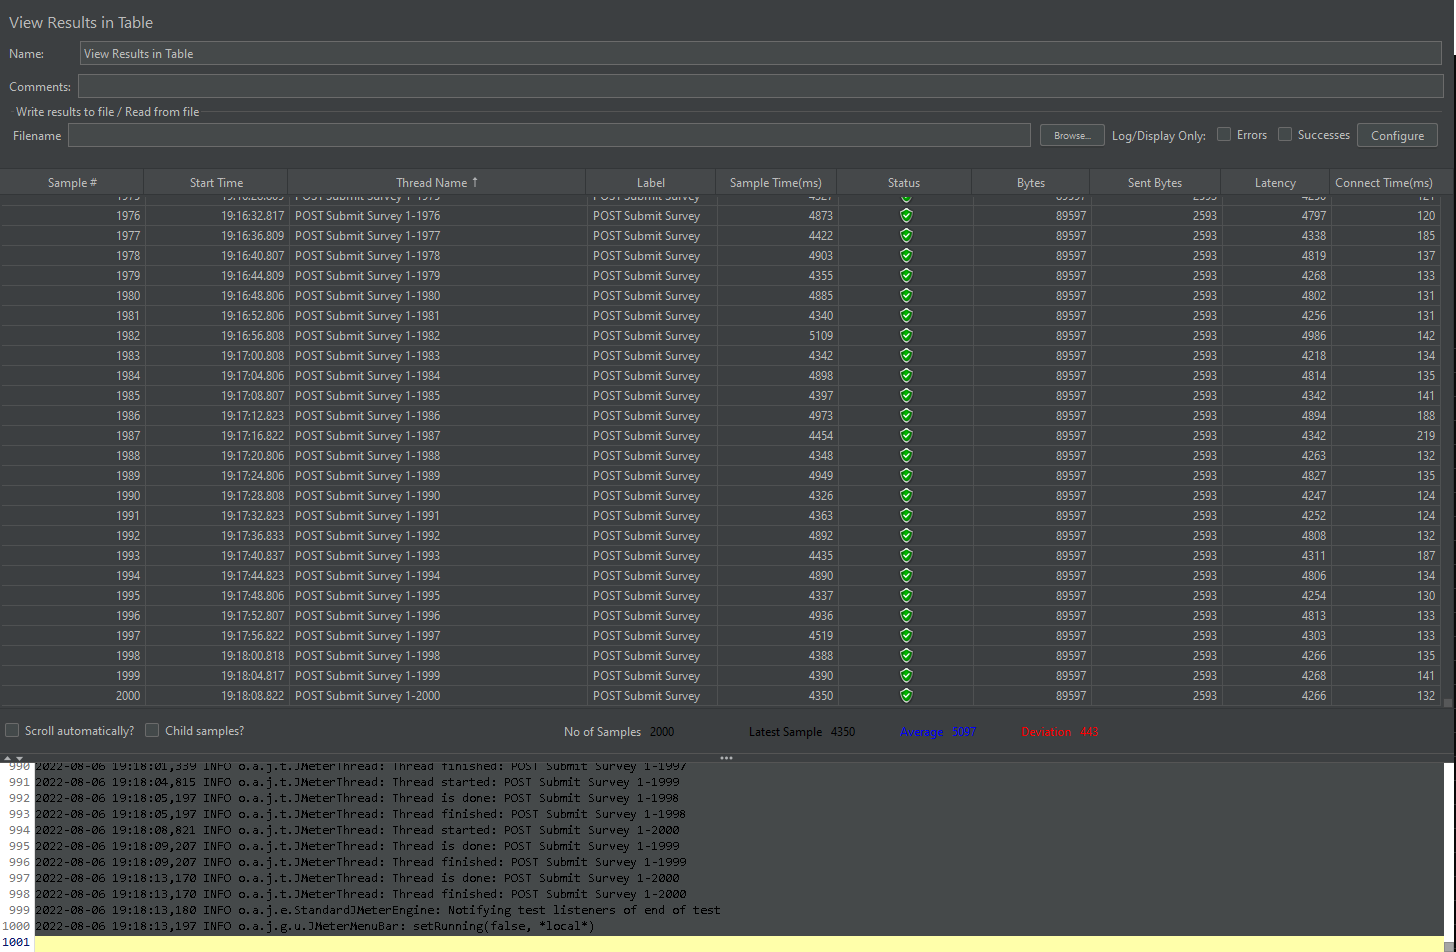 View Results in Table
Name: View Results in Table
Comments:
Write results to file / Read from file
Filename Browse... Log/Display Only: Errors Successes Configure
Sample # Start Time Thread Name ↑ Label Sample Time(ms) Status Bytes Sent Bytes Latency Connect Time(ms)
1976 19:16:32.817 POST Submit Survey 1-1976 POST Submit Survey 4873 89597 2593 4797 120
1977 19:16:36.809 POST Submit Survey 1-1977 POST Submit Survey 4422 89597 2593 4338 185
1978 19:16:40.807 POST Submit Survey 1-1978 POST Submit Survey 4903 89597 2593 4819 137
1979 19:16:44.809 POST Submit Survey 1-1979 POST Submit Survey 4355 89597 2593 4268 133
1980 19:16:48.806 POST Submit Survey 1-1980 POST Submit Survey 4885 89597 2593 4802 131
1981 19:16:52.806 POST Submit Survey 1-1981 POST Submit Survey 4340 89597 2593 4256 131
1982 19:16:56.808 POST Submit Survey 1-1982 POST Submit Survey 5109 89597 2593 4986 142
1983 19:17:00.808 POST Submit Survey 1-1983 POST Submit Survey 4342 89597 2593 4218 134
1984 19:17:04.806 POST Submit Survey 1-1984 POST Submit Survey 4898 89597 2593 4814 135
1985 19:17:08.807 POST Submit Survey 1-1985 POST Submit Survey 4397 89597 2593 4342 141
1986 19:17:12.823 POST Submit Survey 1-1986 POST Submit Survey 4973 89597 2593 4894 188
1987 19:17:16.822 POST Submit Survey 1-1987 POST Submit Survey 4454 89597 2593 4342 219
1988 19:17:20.806 POST Submit Survey 1-1988 POST Submit Survey 4348 89597 2593 4263 132
1989 19:17:24.806 POST Submit Survey 1-1989 POST Submit Survey 4949 89597 2593 4827 135
1990 19:17:28.808 POST Submit Survey 1-1990 POST Submit Survey 4326 89597 2593 4247 124
1991 19:17:32.823 POST Submit Survey 1-1991 POST Submit Survey 4363 89597 2593 4252 124
1992 19:17:36.833 POST Submit Survey 1-1992 POST Submit Survey 4892 89597 2593 4808 132
1993 19:17:40.837 POST Submit Survey 1-1993 POST Submit Survey 4435 89597 2593 4311 187
1994 19:17:44.823 POST Submit Survey 1-1994 POST Submit Survey 4890 89597 2593 4806 134
1995 19:17:48.806 POST Submit Survey 1-1995 POST Submit Survey 4337 89597 2593 4254 130
1996 19:17:52.807 POST Submit Survey 1-1996 POST Submit Survey 4936 89597 2593 4813 133
1997 19:17:56.822 POST Submit Survey 1-1997 POST Submit Survey 4519 89597 2593 4303 133
1998 19:18:00.818 POST Submit Survey 1-1998 POST Submit Survey 4388 89597 2593 4266 135
1999 19:18:04.817 POST Submit Survey 1-1999 POST Submit Survey 4390 89597 2593 4268 141
2000 19:18:08.822 POST Submit Survey 1-2000 POST Submit Survey 4350 89597 2593 4266 132
Scroll automatically? Child samples? No of Samples 2000 Latest Sample 4350 Average 5097 Deviation 443
990 2022-08-06 19:18:01,339 INFO o.a.j.t.JMeterThread: Thread finished: POST Submit Survey 1-1997
991 2022-08-06 19:18:04,815 INFO o.a.j.t.JMeterThread: Thread started: POST Submit Survey 1-1999
992 2022-08-06 19:18:05,197 INFO o.a.j.t.JMeterThread: Thread is done: POST Submit Survey 1-1998
993 2022-08-06 19:18:05,197 INFO o.a.j.t.JMeterThread: Thread finished: POST Submit Survey 1-1998
994 2022-08-06 19:18:08,821 INFO o.a.j.t.JMeterThread: Thread started: POST Submit Survey 1-2000
995 2022-08-06 19:18:09,207 INFO o.a.j.t.JMeterThread: Thread is done: POST Submit Survey 1-1999
996 2022-08-06 19:18:09,207 INFO o.a.j.t.JMeterThread: Thread finished: POST Submit Survey 1-1999
997 2022-08-06 19:18:13,170 INFO o.a.j.t.JMeterThread: Thread is done: POST Submit Survey 1-2000
998 2022-08-06 19:18:13,170 INFO o.a.j.t.JMeterThread: Thread finished: POST Submit Survey 1-2000
999 2022-08-06 19:18:13,180 INFO o.a.j.e.StandardJMeterEngine: Notifying test listeners of end of test
1000 2022-08-06 19:18:13,197 INFO o.a.j.g.u.JMeterMenuBar: setRunning(false, *local*)
1001